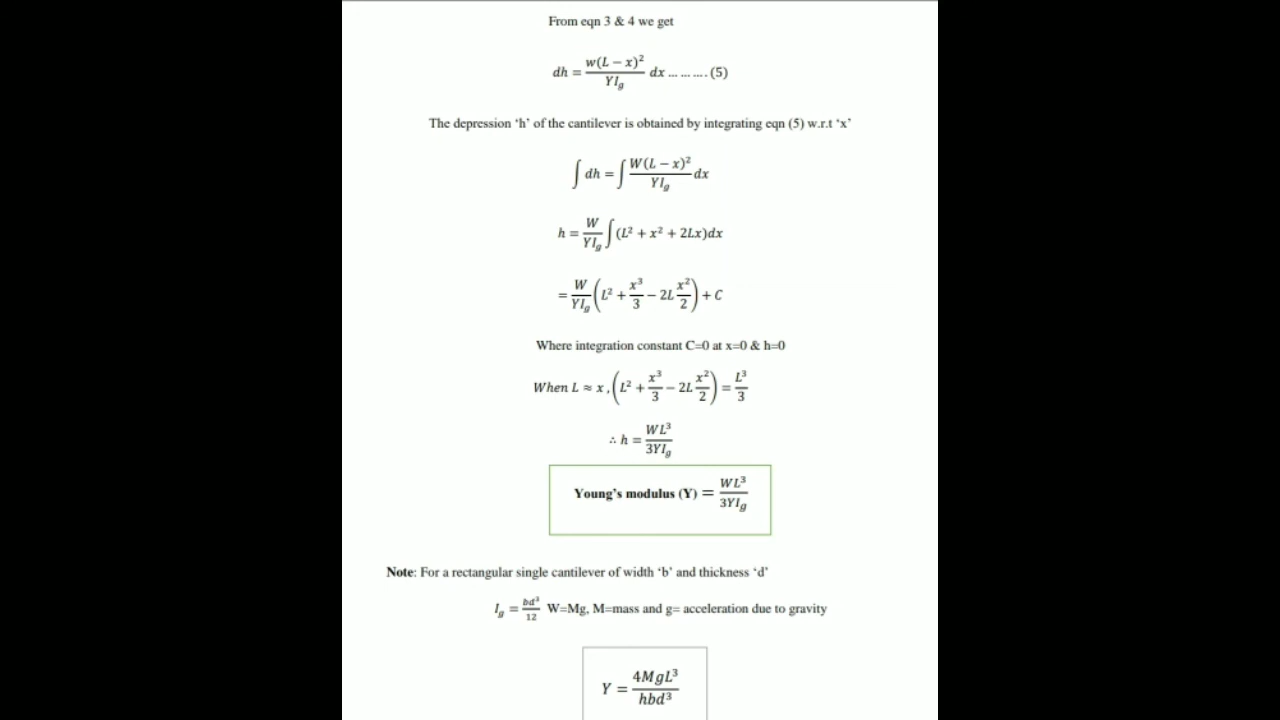 From eqn 3 & 4 we get
dh = w(L − x)²/YI_g dx ... ... ... . (5)
The depression ‘h’ of the cantilever is obtained by integrating eqn (5) w.r.t ‘x’
∫ dh = ∫ W(L − x)²/YI_g dx
h = W/YI_g ∫ (L² + x² + 2Lx)dx
= W/YI_g (L² + x³/3 − 2L x²/2) + C
Where integration constant C=0 at x=0 & h=0
When L ≈ x , (L² + x³/3 − 2L x²/2) = L³/3
∴ h = WL³/3YI_g
Young’s modulus (Y) = WL³/3YI_g
Note: For a rectangular single cantilever of width ‘b’ and thickness ‘d’
I_g = bd³/12 W=Mg, M=mass and g= acceleration due to gravity
Y = 4MgL³/hbd³